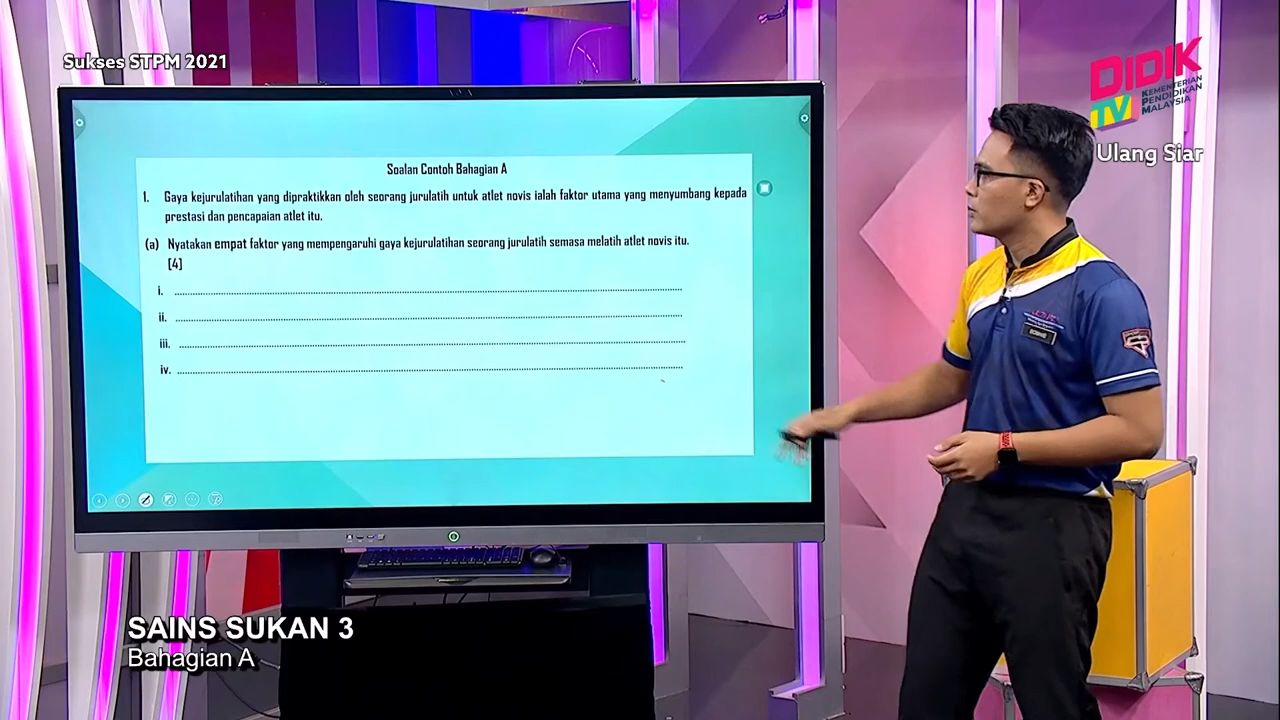 Sukses STPM 2021
DIDIK
TV
KEMENTERIAN
PENDIDIKAN
MALAYSIA
Ulang Siar
Soalan Contoh Bahagian A
1. Gaya kejurulatihan yang dipraktikkan oleh seorang jurulatih untuk atlet novis ialah faktor utama yang menyumbang kepada
prestasi dan pencapaian atlet itu.
(a) Nyatakan empat faktor yang mempengaruhi gaya kejurulatihan seorang jurulatih semasa melatih atlet novis itu.
[4]
i. ........................................
ii. ........................................
iii. ........................................
iv. ........................................
SAINS SUKAN 3
Bahagian A